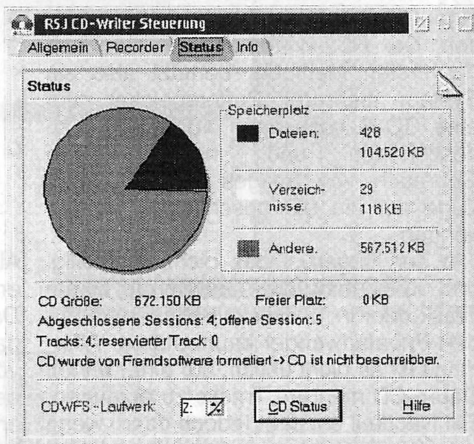 RSJ CD-Writer Steuerung
Allgemein Recorder Status Info
Status
Speicherplatz
Dateien: 428
104.520 KB
Verzeich-
nisse: 29
118 KB
Andere: 567.512 KB
CD Größe: 672.150 KB Freier Platz: 0 KB
Abgeschlossene Sessions: 4; offene Session: 5
Tracks: 4; reservierter Track: 0
CD wurde von Fremdsoftware formatiert -> CD ist nicht beschreibbar.
CDWFS-Laufwerk: Z: CD Status Hilfe